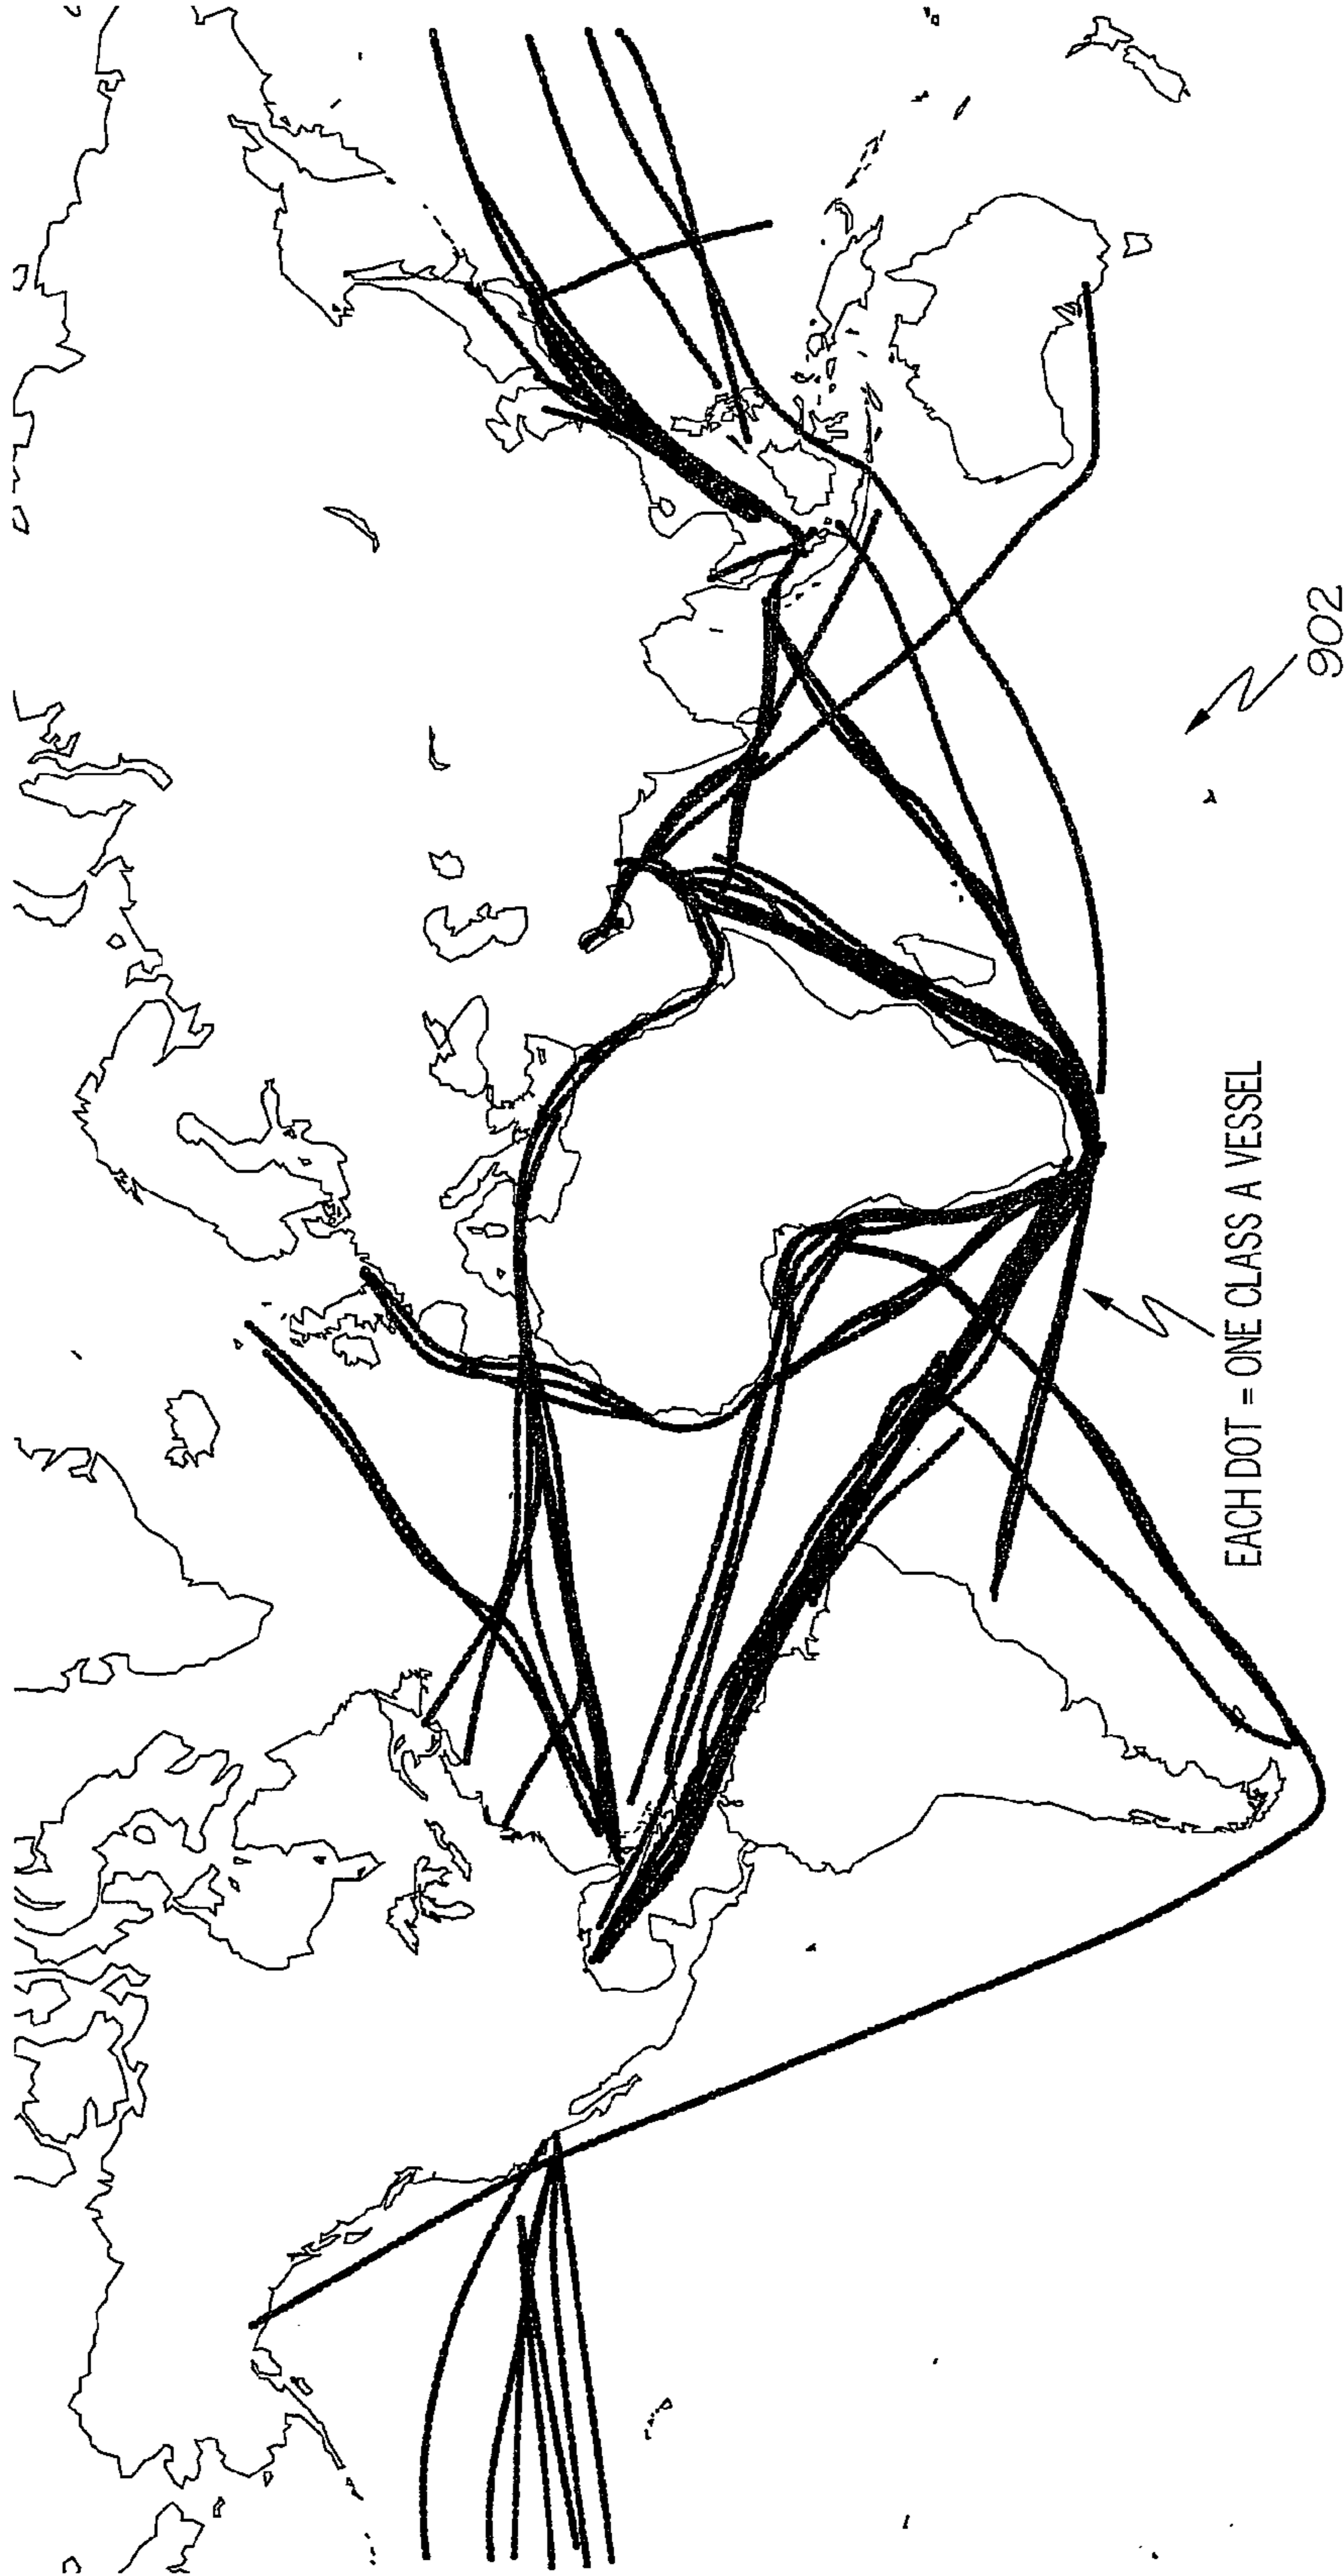 EACH DOT = ONE CLASS A VESSEL
902